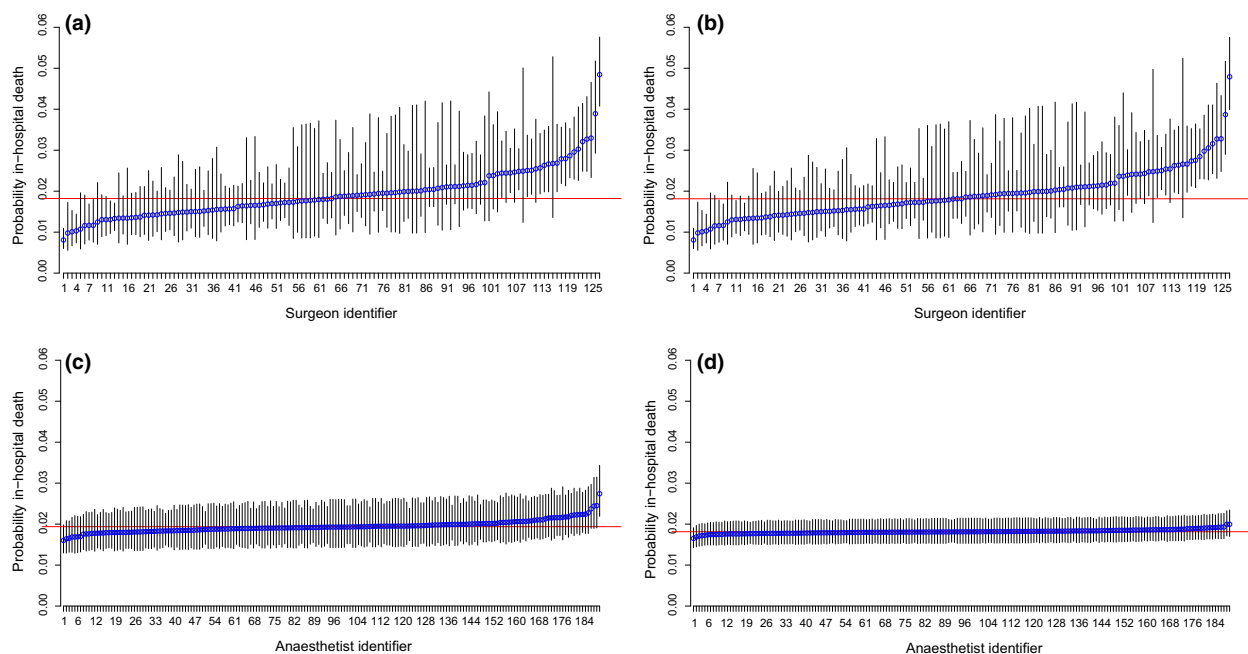 (a)
Probability in-hospital death
0.00 0.01 0.02 0.03 0.04 0.05 0.06
1 4 7 11 16 21 26 31 36 41 46 51 56 61 66 71 76 81 86 91 96 101 107 113 119 125
Surgeon identifier
(b)
Probability in-hospital death
0.00 0.01 0.02 0.03 0.04 0.05 0.06
1 4 7 11 16 21 26 31 36 41 46 51 56 61 66 71 76 81 86 91 96 101 107 113 119 125
Surgeon identifier
(c)
Probability in-hospital death
0.00 0.01 0.02 0.03 0.04 0.05 0.06
1 6 12 19 26 33 40 47 54 61 68 75 82 89 96 104 112 120 128 136 144 152 160 168 176 184
Anaesthetist identifier
(d)
Probability in-hospital death
0.00 0.01 0.02 0.03 0.04 0.05 0.06
1 6 12 19 26 33 40 47 54 61 68 75 82 89 96 104 112 120 128 136 144 152 160 168 176 184
Anaesthetist identifier